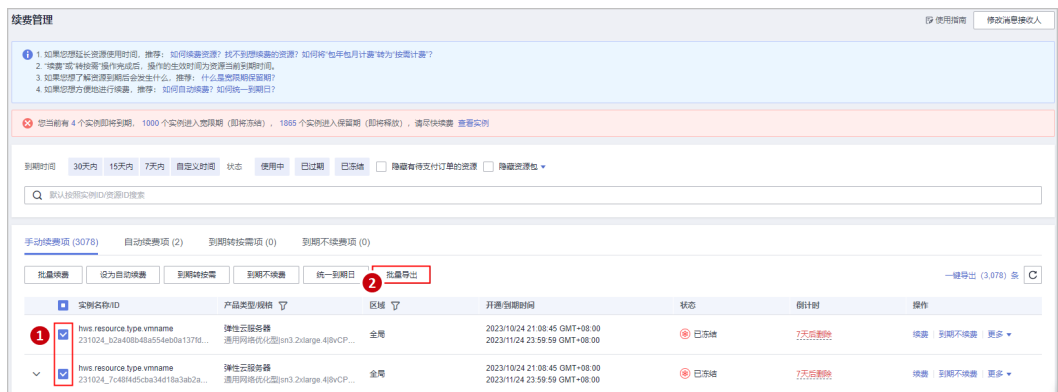 续费管理
使用指南
修改消息接收人
1. 如果您想延长资源使用时间，推荐：如何续费资源？找不到想续费的资源？如何将“包年包月计费”转为“按需计费”？
2. “续费”或“转按需”操作完成后，操作的生效时间为资源当前到期时间。
3. 如果您想了解资源到期后会发生什么，推荐：什么是宽限期保留期？
4. 如果您想方便地进行续费，推荐：如何自动续费？如何统一到期日？
您当前有 4 个实例即将到期，1000 个实例进入宽限期（即将冻结），1865 个实例进入保留期（即将释放），请尽快续费 查看实例
到期时间 30天内 15天内 7天内 自定义时间 状态 使用中 已过期 已冻结 隐藏有待支付订单的资源 隐藏资源包
默认按照实例ID/资源ID搜索
手动续费项 (3078) 自动续费项 (2) 到期转按需项 (0) 到期不续费项 (0)
批量续费 设为自动续费 到期转按需 到期不续费 统一到期日 2 批量导出 一键导出 (3,078) 条
实例名称/ID 产品类型/规格 区域 开通/到期时间 状态 倒计时 操作
1 hws.resource.type.vmname 弹性云服务器 全局 2023/10/24 21:08:45 GMT+08:00 已冻结 7天后删除 续费 到期不续费 更多
231024_b2a408b48a554eb0a137fd... 通用网络优化型|sn3.2xlarge.4|8vCP... 2023/11/24 23:59:59 GMT+08:00
hws.resource.type.vmname 弹性云服务器 全局 2023/10/24 21:08:45 GMT+08:00 已冻结 7天后删除 续费 到期不续费 更多
231024_7c48f4d5cba34d18a3ab2a... 通用网络优化型|sn3.2xlarge.4|8vCP... 2023/11/24 23:59:59 GMT+08:00